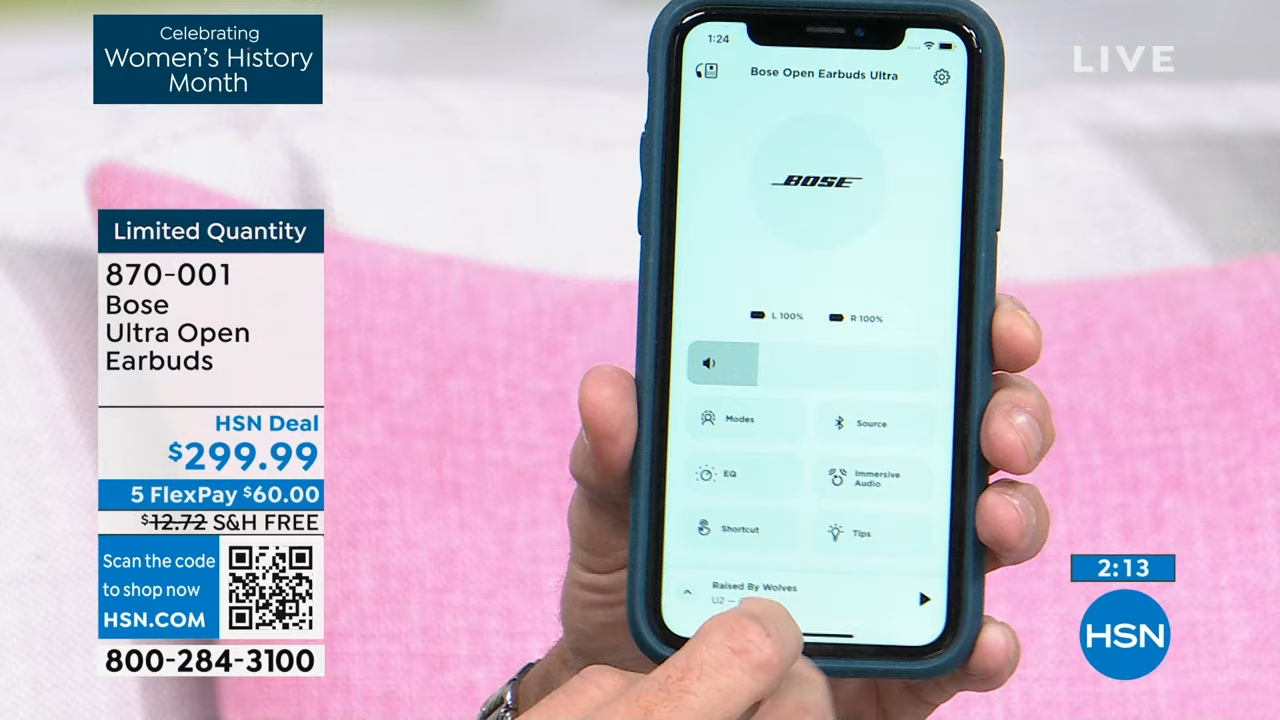 Celebrating
Women's History
Month
LIVE
Limited Quantity
870-001
Bose
Ultra Open
Earbuds
HSN Deal
$299.99
5 FlexPay $60.00
$12.72 S&H FREE
Scan the code
to shop now
HSN.COM
800-284-3100
1:24
Bose Open Earbuds Ultra
BOSE
L 100%
R 100%
Modes
Source
EQ
Immersive
Audio
Shortcut
Tips
Raised By Wolves
U2 —
2:13
HSN